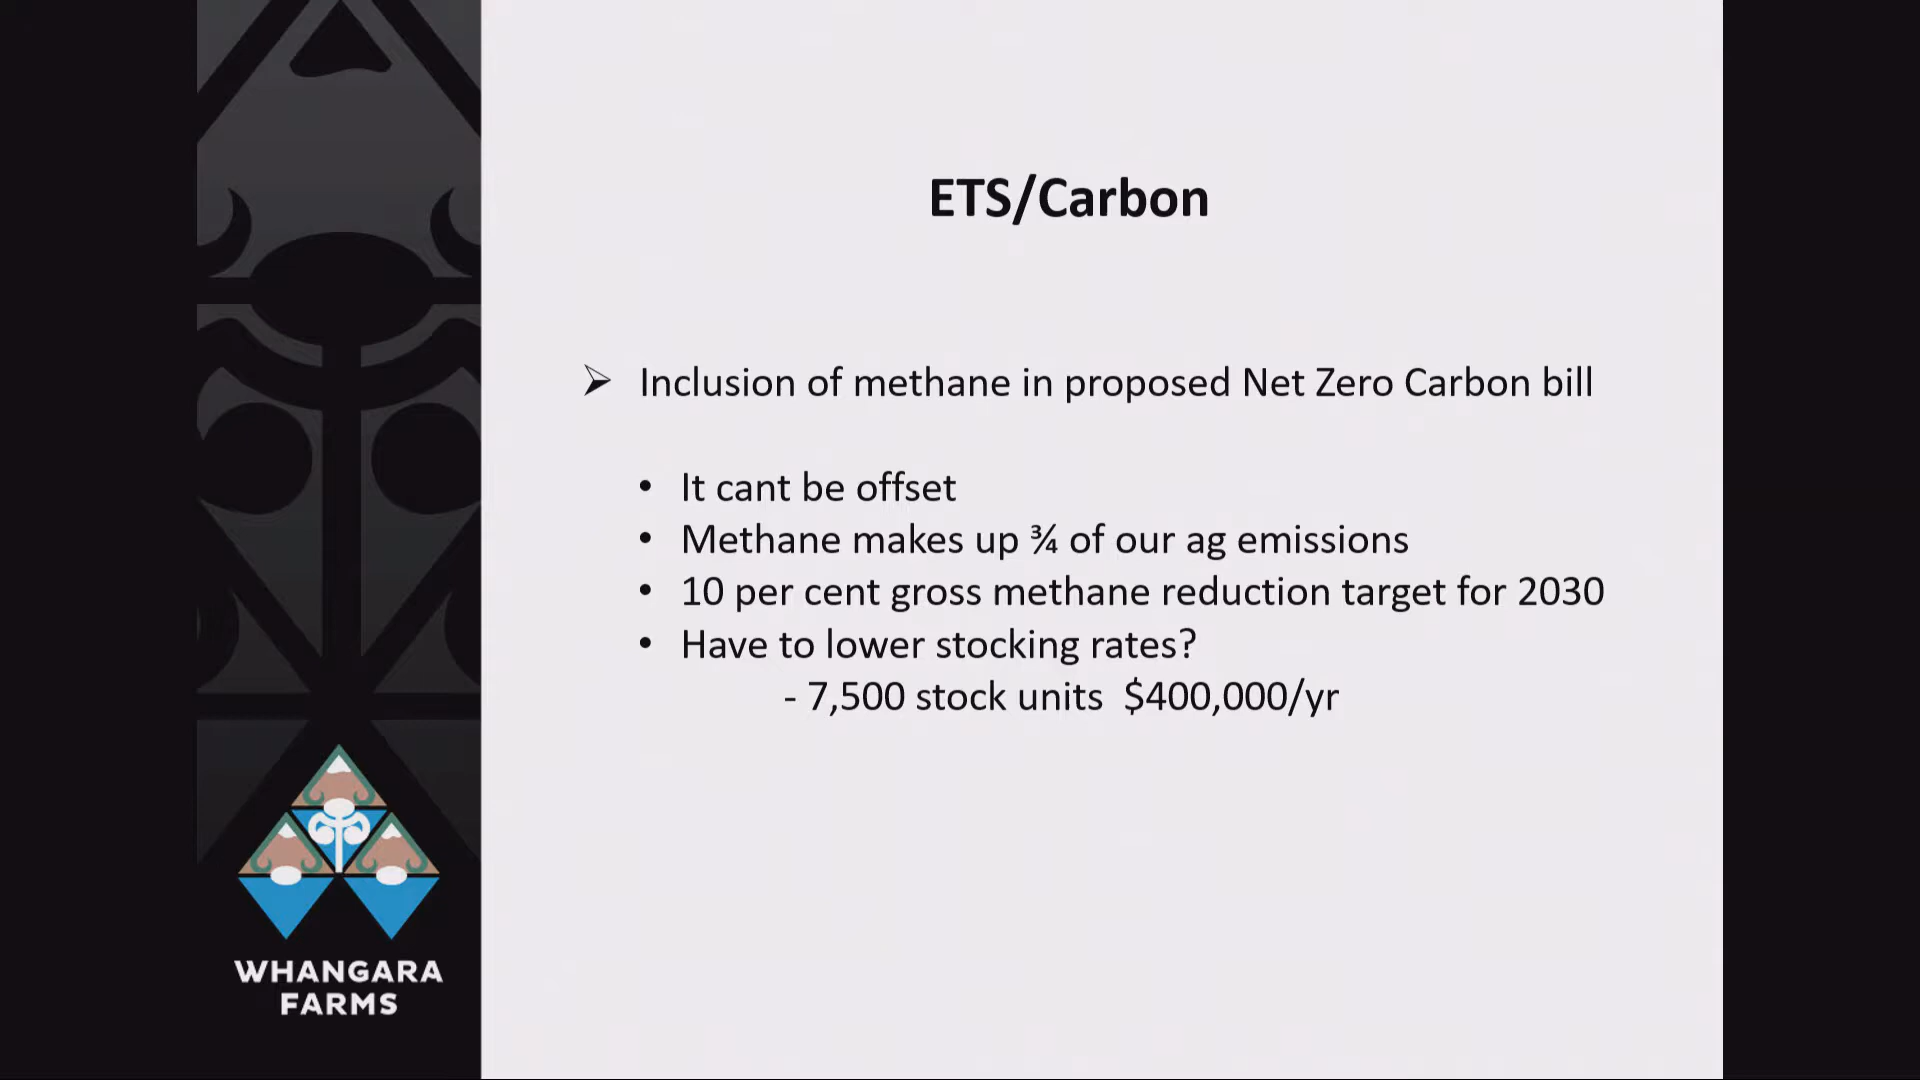 ETS/Carbon
➢ Inclusion of methane in proposed Net Zero Carbon bill
• It cant be offset
• Methane makes up ¾ of our ag emissions
• 10 per cent gross methane reduction target for 2030
• Have to lower stocking rates?
- 7,500 stock units  $400,000/yr
WHANGARA
FARMS